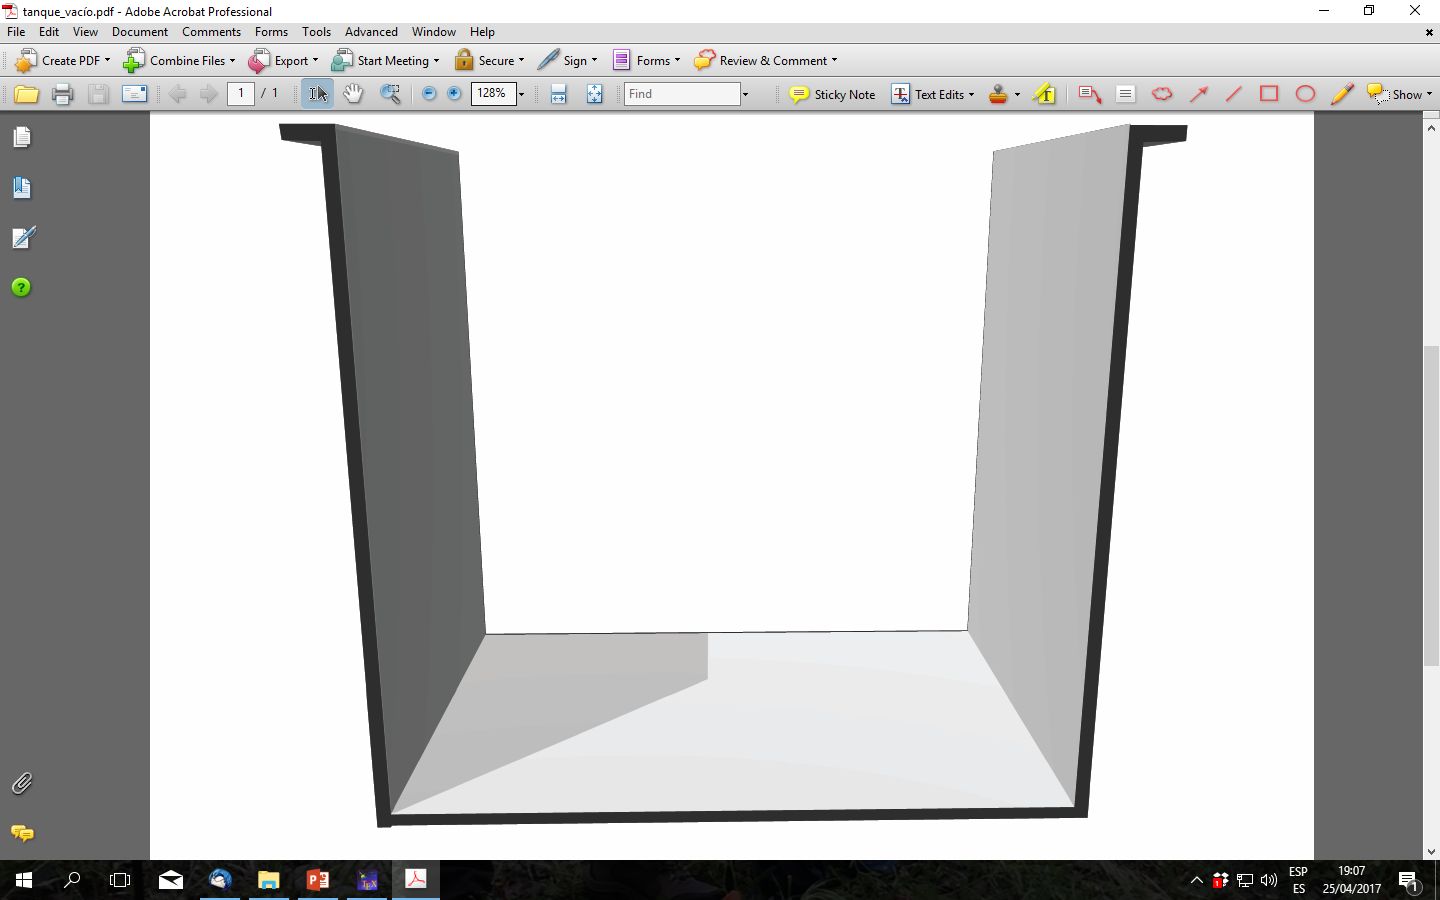 tanque_vacío.pdf - Adobe Acrobat Professional
File Edit View Document Comments Forms Tools Advanced Window Help
Create PDF Combine Files Export Start Meeting Secure Sign Forms Review & Comment
1 / 1 128% Find Sticky Note Text Edits Show
ESP 19:07
ES 25/04/2017 1